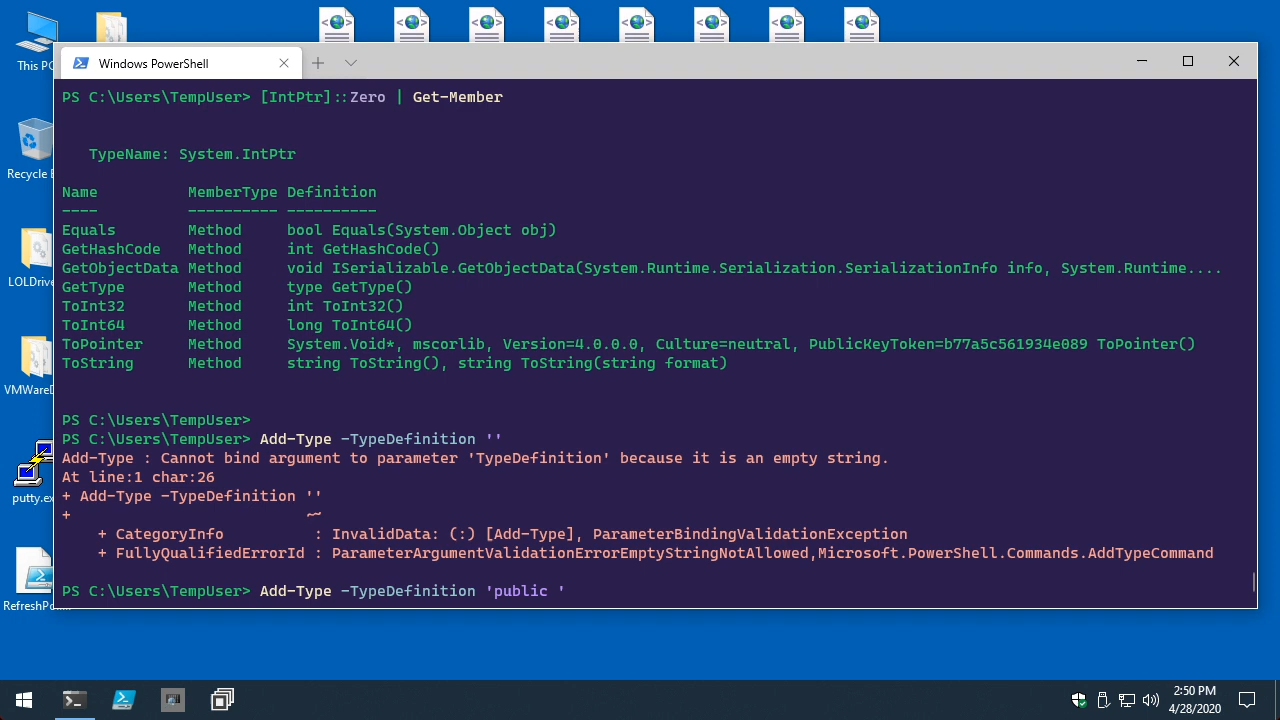 This PC
Windows PowerShell
PS C:\Users\TempUser> [IntPtr]::Zero | Get-Member
TypeName: System.IntPtr
Name MemberType Definition
---- ---------- ----------
Equals Method bool Equals(System.Object obj)
GetHashCode Method int GetHashCode()
GetObjectData Method void ISerializable.GetObjectData(System.Runtime.Serialization.SerializationInfo info, System.Runtime....
GetType Method type GetType()
ToInt32 Method int ToInt32()
ToInt64 Method long ToInt64()
ToPointer Method System.Void*, mscorlib, Version=4.0.0.0, Culture=neutral, PublicKeyToken=b77a5c561934e089 ToPointer()
ToString Method string ToString(), string ToString(string format)
PS C:\Users\TempUser>
PS C:\Users\TempUser> Add-Type -TypeDefinition ''
Add-Type : Cannot bind argument to parameter 'TypeDefinition' because it is an empty string.
At line:1 char:26
+ Add-Type -TypeDefinition ''
+ ~~
+ CategoryInfo : InvalidData: (:) [Add-Type], ParameterBindingValidationException
+ FullyQualifiedErrorId : ParameterArgumentValidationErrorEmptyStringNotAllowed,Microsoft.PowerShell.Commands.AddTypeCommand
PS C:\Users\TempUser> Add-Type -TypeDefinition 'public '
Recycle
LOLDrive
VMWare
putty.ex
RefreshPo...
2:50 PM
4/28/2020